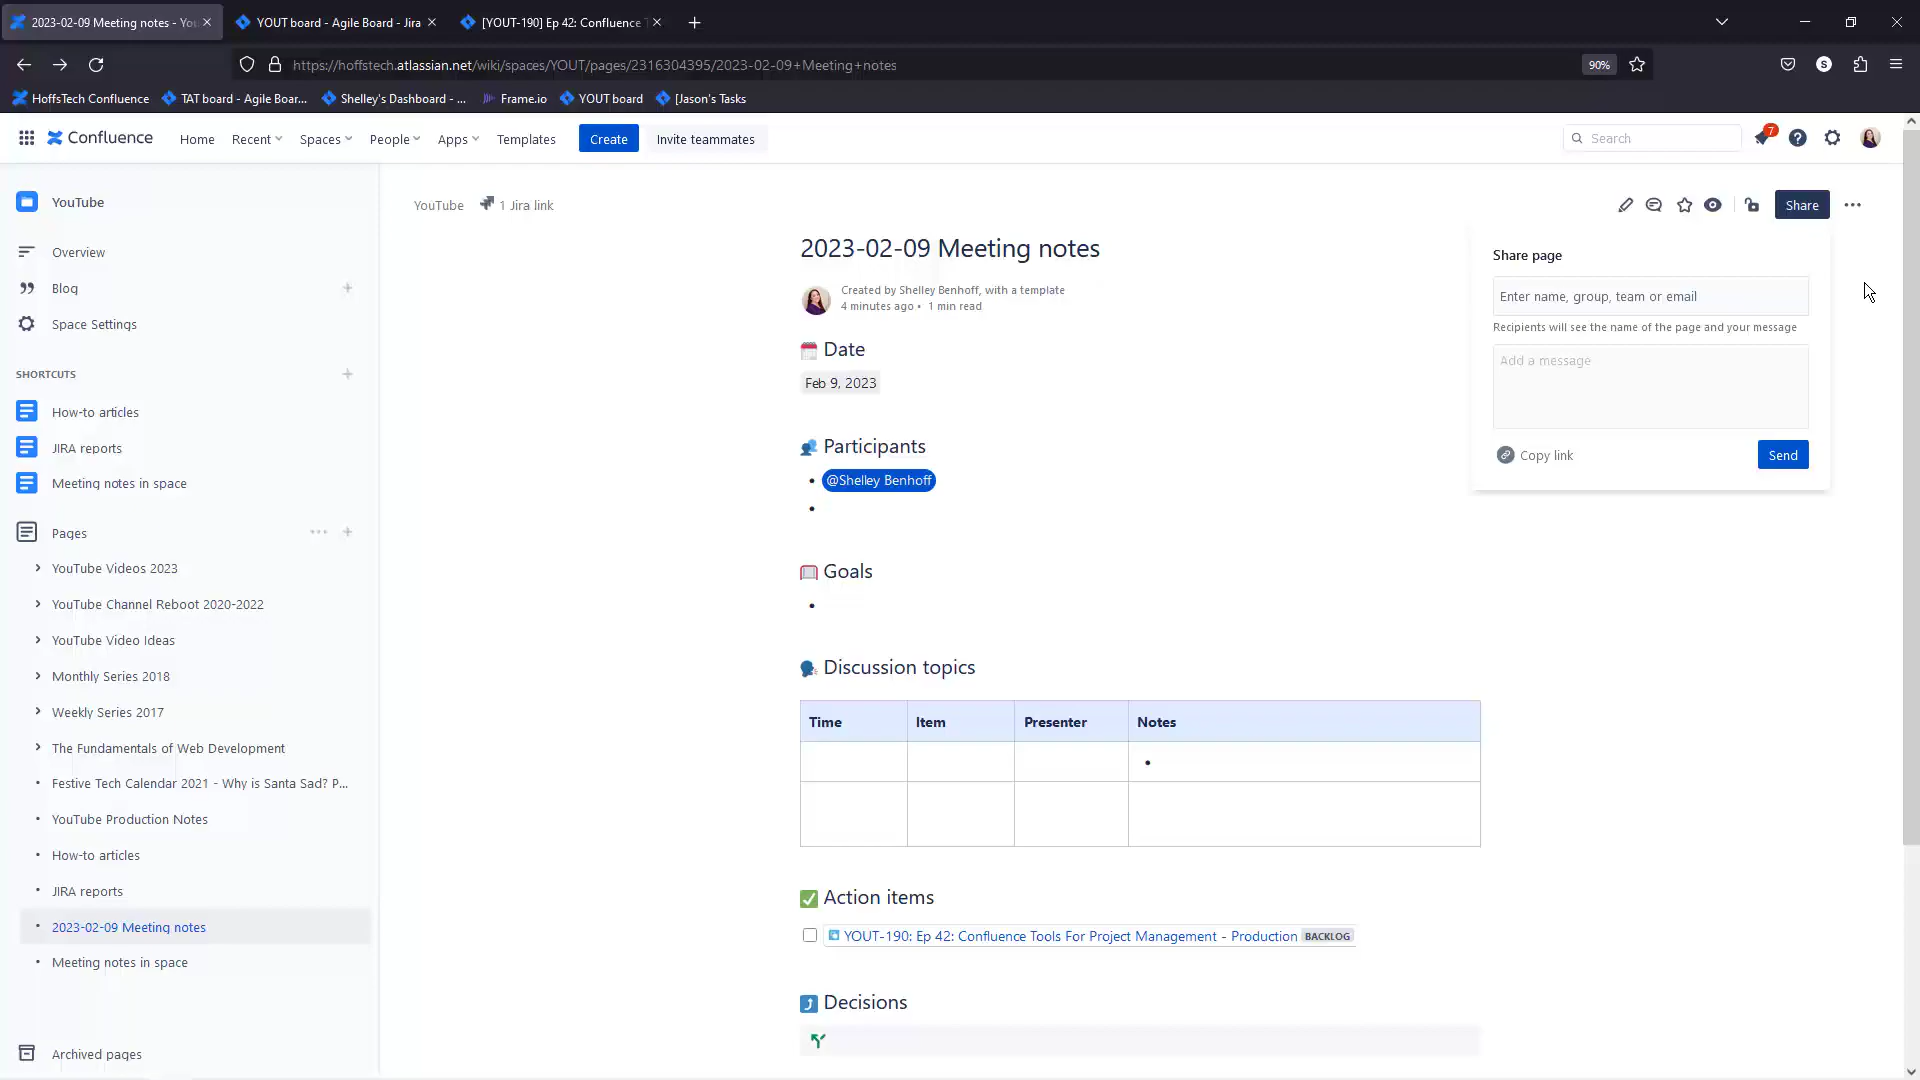 2023-02-09 Meeting notes - You
YOUT board - Agile Board - Jira
[YOUT-190] Ep 42: Confluence T
https://hoffstech.atlassian.net/wiki/spaces/YOUT/pages/2316304395/2023-02-09+Meeting+notes
90%
S
HoffsTech Confluence
TAT board - Agile Boar...
Shelley's Dashboard - ...
Frame.io
YOUT board
[Jason's Tasks
Confluence
Home
Recent
Spaces
People
Apps
Templates
Create
Invite teammates
Search
7
YouTube
Overview
Blog
Space Settings
SHORTCUTS
How-to articles
JIRA reports
Meeting notes in space
Pages
YouTube Videos 2023
YouTube Channel Reboot 2020-2022
YouTube Video Ideas
Monthly Series 2018
Weekly Series 2017
The Fundamentals of Web Development
Festive Tech Calendar 2021 - Why is Santa Sad? P...
YouTube Production Notes
How-to articles
JIRA reports
2023-02-09 Meeting notes
Meeting notes in space
Archived pages
YouTube
1 Jira link
Share
2023-02-09 Meeting notes
Created by Shelley Benhoff, with a template
4 minutes ago • 1 min read
Date
Feb 9, 2023
Participants
@Shelley Benhoff
Goals
Discussion topics
Time
Item
Presenter
Notes
Action items
YOUT-190: Ep 42: Confluence Tools For Project Management - Production BACKLOG
Decisions
Share page
Enter name, group, team or email
Recipients will see the name of the page and your message
Add a message
Copy link
Send